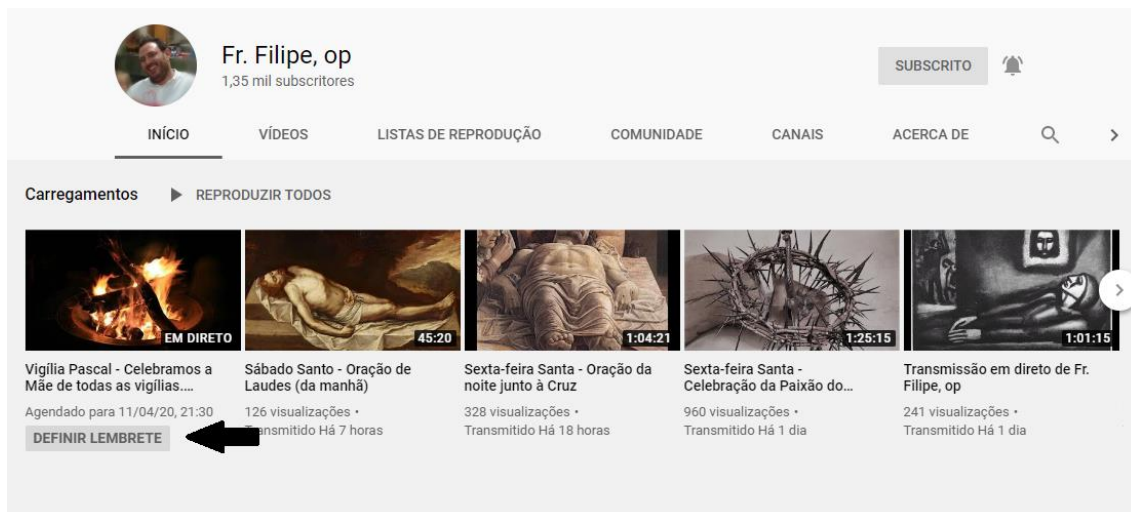 Fr. Filipe, op
1,35 mil subscritores
SUBSCRITO
INÍCIO VÍDEOS LISTAS DE REPRODUÇÃO COMUNIDADE CANAIS ACERCA DE
Carregamentos REPRODUZIR TODOS
EM DIRETO 45:20 1:04:21 1:25:15 1:01:15
Vigília Pascal - Celebramos a
Mãe de todas as vigílias....
Agendado para 11/04/20, 21:30
DEFINIR LEMBRETE
Sábado Santo - Oração de
Laudes (da manhã)
126 visualizações •
Há 7 horas
Sexta-feira Santa - Oração da
noite junto à Cruz
328 visualizações •
Transmitido Há 18 horas
Sexta-feira Santa -
Celebração da Paixão do...
960 visualizações •
Transmitido Há 1 dia
Transmissão em direto de Fr.
Filipe, op
241 visualizações •
Transmitido Há 1 dia